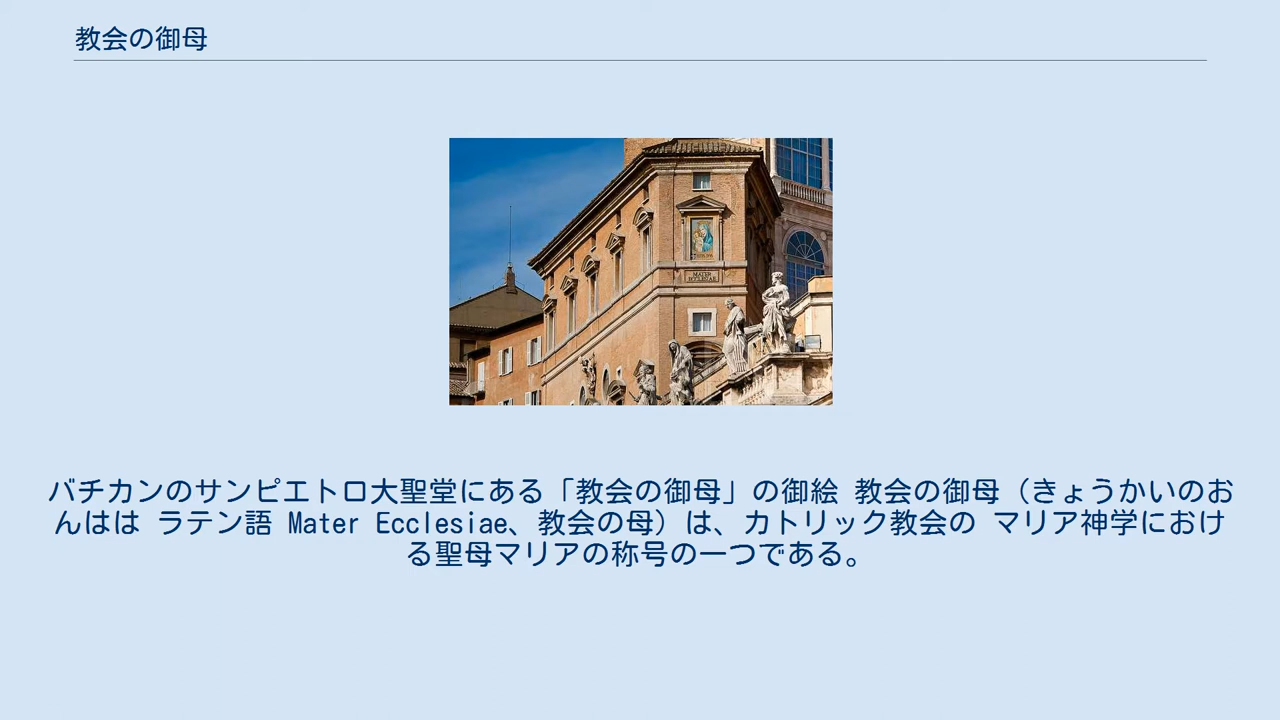 教会の御母
MATER
ECCLESIAE
バチカンのサンピエトロ大聖堂にある「教会の御母」の御絵 教会の御母（きょうかいのお
んはは ラテン語 Mater Ecclesiae、教会の母）は、カトリック教会の マリア神学におけ
る聖母マリアの称号の一つである。